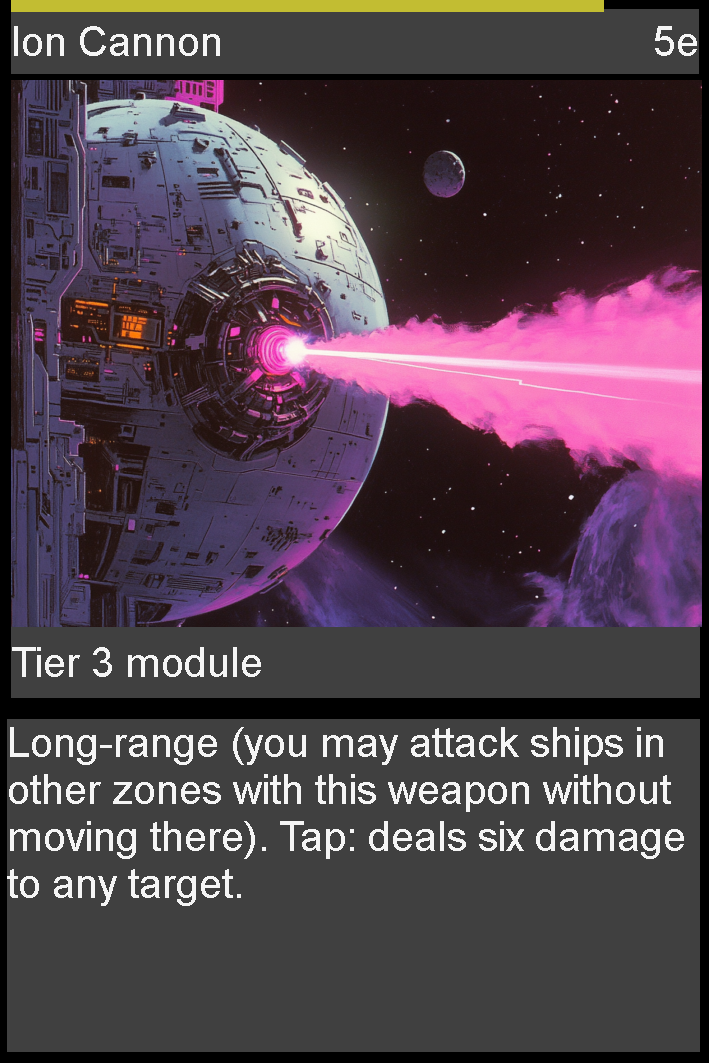 Ion Cannon 5e
Tier 3 module
Long-range (you may attack ships in
other zones with this weapon without
moving there). Tap: deals six damage
to any target.